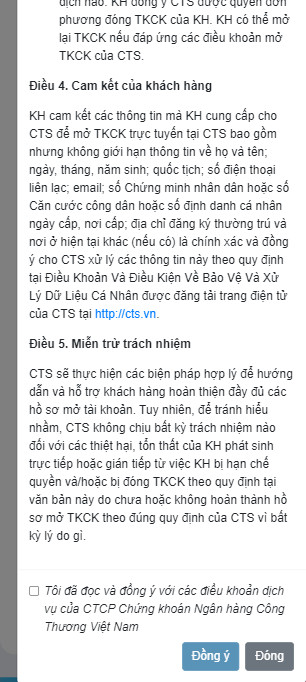 dịch nào. KH đồng ý CTS được quyền đơn
phương đóng TKCK của KH. KH có thể mở
lại TKCK nếu đáp ứng các điều khoản mở
TKCK của CTS.
Điều 4. Cam kết của khách hàng
KH cam kết các thông tin mà KH cung cấp cho
CTS để mở TKCK trực tuyến tại CTS bao gồm
nhưng không giới hạn thông tin về họ và tên;
ngày, tháng, năm sinh; quốc tịch; số điện thoại
liên lạc; email; số Chứng minh nhân dân hoặc số
Căn cước công dân hoặc số định danh cá nhân
ngày cấp, nơi cấp; địa chỉ đăng ký thường trú và
nơi ở hiện tại khác (nếu có) là chính xác và đồng
ý cho CTS xử lý các thông tin này theo quy định
tại Điều Khoản Và Điều Kiện Về Bảo Vệ Và Xử
Lý Dữ Liệu Cá Nhân được đăng tải trang điện tử
của CTS tại http://cts.vn.
Điều 5. Miễn trừ trách nhiệm
CTS sẽ thực hiện các biện pháp hợp lý để hướng
dẫn và hỗ trợ khách hàng hoàn thiện đầy đủ các
hồ sơ mở tài khoản. Tuy nhiên, để tránh hiểu
nhầm, CTS không chịu bất kỳ trách nhiệm nào
đối với các thiệt hại, tổn thất của KH phát sinh
trực tiếp hoặc gián tiếp từ việc KH bị hạn chế
quyền và/hoặc bị đóng TKCK theo quy định tại
văn bản này do chưa hoặc không hoàn thành hồ
sơ mở TKCK theo đúng quy định của CTS vì bất
kỳ lý do gì.
Tôi đã đọc và đồng ý với các điều khoản dịch
vụ của CTCP Chứng khoán Ngân hàng Công
Thương Việt Nam
Đồng ý
Đóng